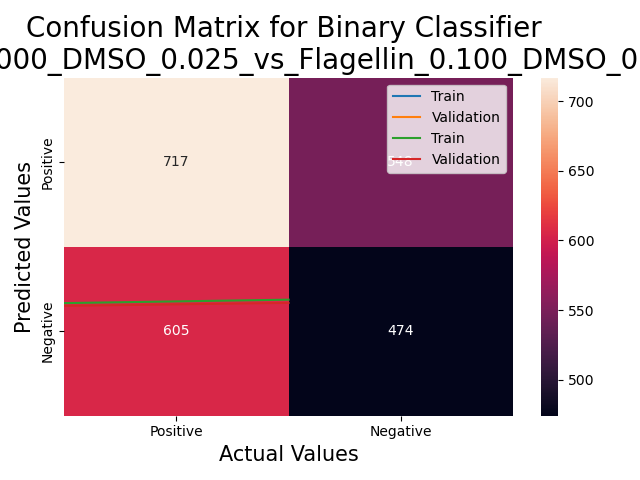 Confusion Matrix for Binary Classifier
000_DMSO_0.025_vs_Flagellin_0.100_DMSO_0
Train
Validation
Train
Validation
717
605
474
Positive
Negative
Predicted Values
Positive
Negative
Actual Values
700
650
600
550
500